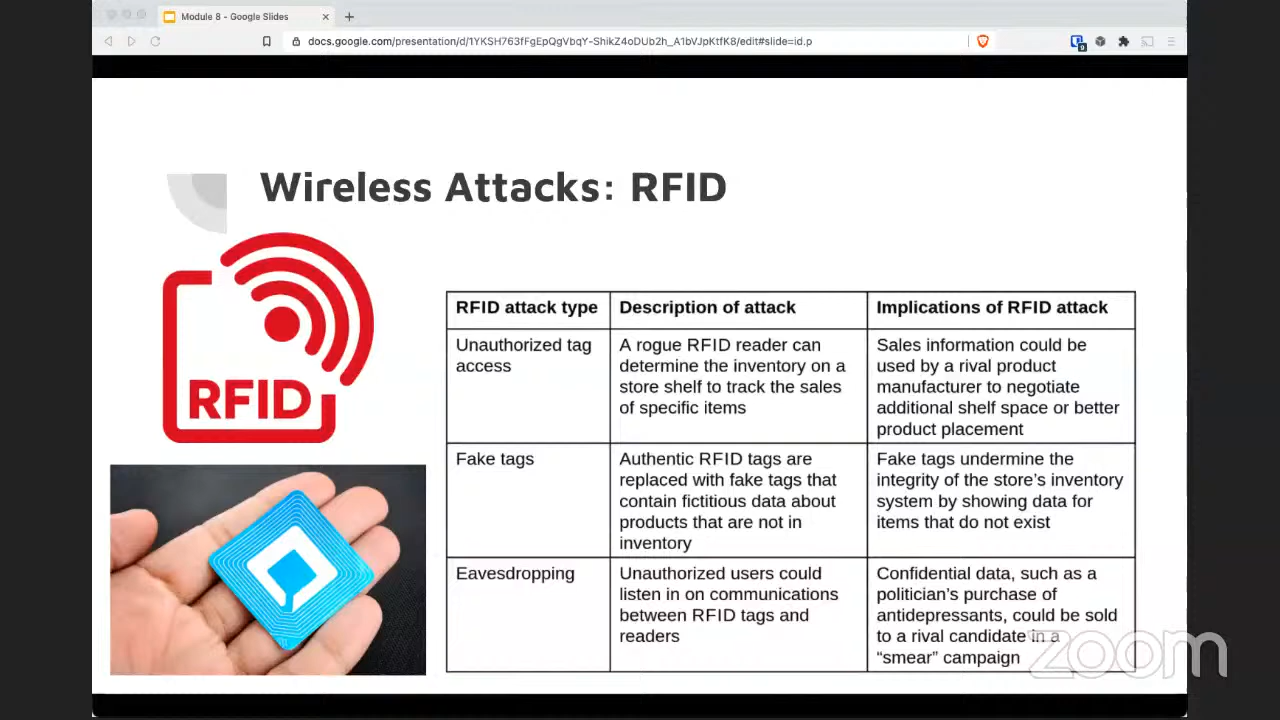 Module 8 - Google Slides
docs.google.com/presentation/d/1YKSH763fFgEpQgVbqY-ShikZ4oDUb2h_A1bVJpKtfK8/edit#slide=id.p
9
Wireless Attacks: RFID
RFID
RFID attack type Description of attack Implications of RFID attack
Unauthorized tag A rogue RFID reader can Sales information could be
access determine the inventory on a used by a rival product
store shelf to track the sales manufacturer to negotiate
of specific items additional shelf space or better
product placement
Fake tags Authentic RFID tags are Fake tags undermine the
replaced with fake tags that integrity of the store’s inventory
contain fictitious data about system by showing data for
products that are not in items that do not exist
inventory
Eavesdropping Unauthorized users could Confidential data, such as a
listen in on communications politician’s purchase of
between RFID tags and antidepressants, could be sold
readers to a rival candidate in a
“smear” campaign
zoom